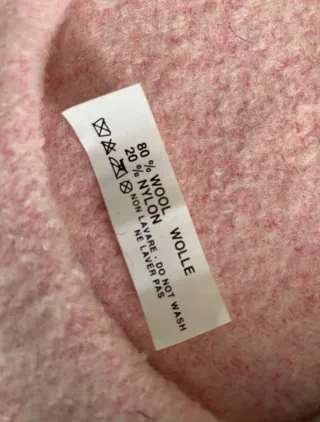 80 % WOOL WOLLE
20 % NYLON
NON LAVARE - DO NOT WASH
NE LAVER PAS